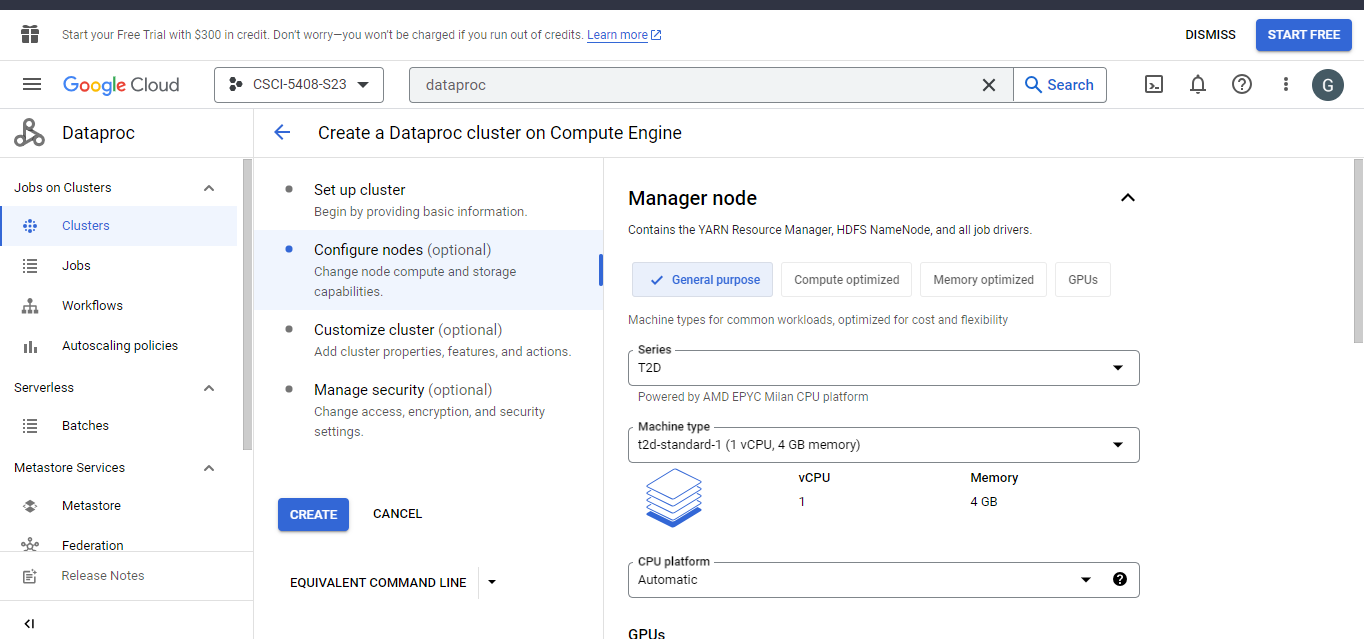 Start your Free Trial with $300 in credit. Don't worry—you won't be charged if you run out of credits. Learn more
DISMISS
START FREE
Google Cloud
CSCI-5408-S23
dataproc
Search
G
Dataproc
Create a Dataproc cluster on Compute Engine
Jobs on Clusters
Clusters
Jobs
Workflows
Autoscaling policies
Serverless
Batches
Metastore Services
Metastore
Federation
Release Notes
Set up cluster
Begin by providing basic information.
Configure nodes (optional)
Change node compute and storage
capabilities.
Customize cluster (optional)
Add cluster properties, features, and actions.
Manage security (optional)
Change access, encryption, and security
settings.
CREATE
CANCEL
EQUIVALENT COMMAND LINE
Manager node
Contains the YARN Resource Manager, HDFS NameNode, and all job drivers.
General purpose
Compute optimized
Memory optimized
GPUs
Machine types for common workloads, optimized for cost and flexibility
Series
T2D
Powered by AMD EPYC Milan CPU platform
Machine type
t2d-standard-1 (1 vCPU, 4 GB memory)
vCPU
1
Memory
4 GB
CPU platform
Automatic
GPUs